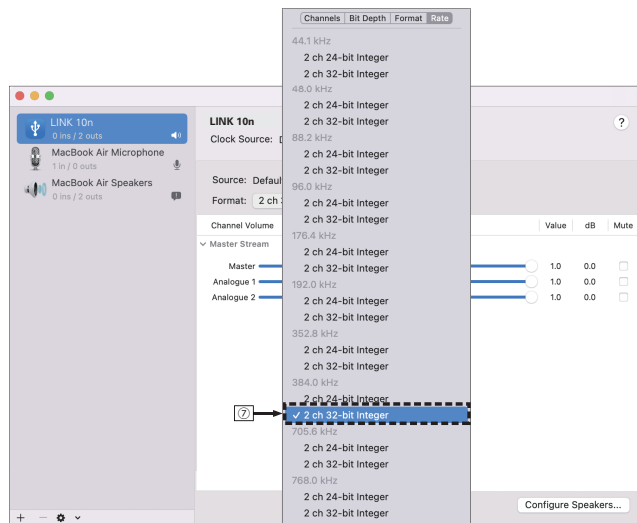 Channels Bit Depth Format Rate
44.1 kHz
2 ch 24-bit Integer
2 ch 32-bit Integer
48.0 kHz
2 ch 24-bit Integer
2 ch 32-bit Integer
88.2 kHz
2 ch 24-bit Integer
2 ch 32-bit Integer
96.0 kHz
2 ch 24-bit Integer
2 ch 32-bit Integer
176.4 kHz
2 ch 24-bit Integer
2 ch 32-bit Integer
192.0 kHz
2 ch 24-bit Integer
2 ch 32-bit Integer
352.8 kHz
2 ch 24-bit Integer
2 ch 32-bit Integer
384.0 kHz
2 ch 24-bit Integer
⑦
✓ 2 ch 32-bit Integer
705.6 kHz
2 ch 24-bit Integer
2 ch 32-bit Integer
768.0 kHz
2 ch 24-bit Integer
2 ch 32-bit Integer
LINK 10n
0 ins / 2 outs
MacBook Air Microphone
1 in / 0 outs
MacBook Air Speakers
0 ins / 2 outs
LINK 10n
?
Clock Source:
Source: Defaul
Format: 2 ch
Channel Volume Value dB Mute
Master Stream
Master 1.0 0.0
Analogue 1 1.0 0.0
Analogue 2 1.0 0.0
Configure Speakers...